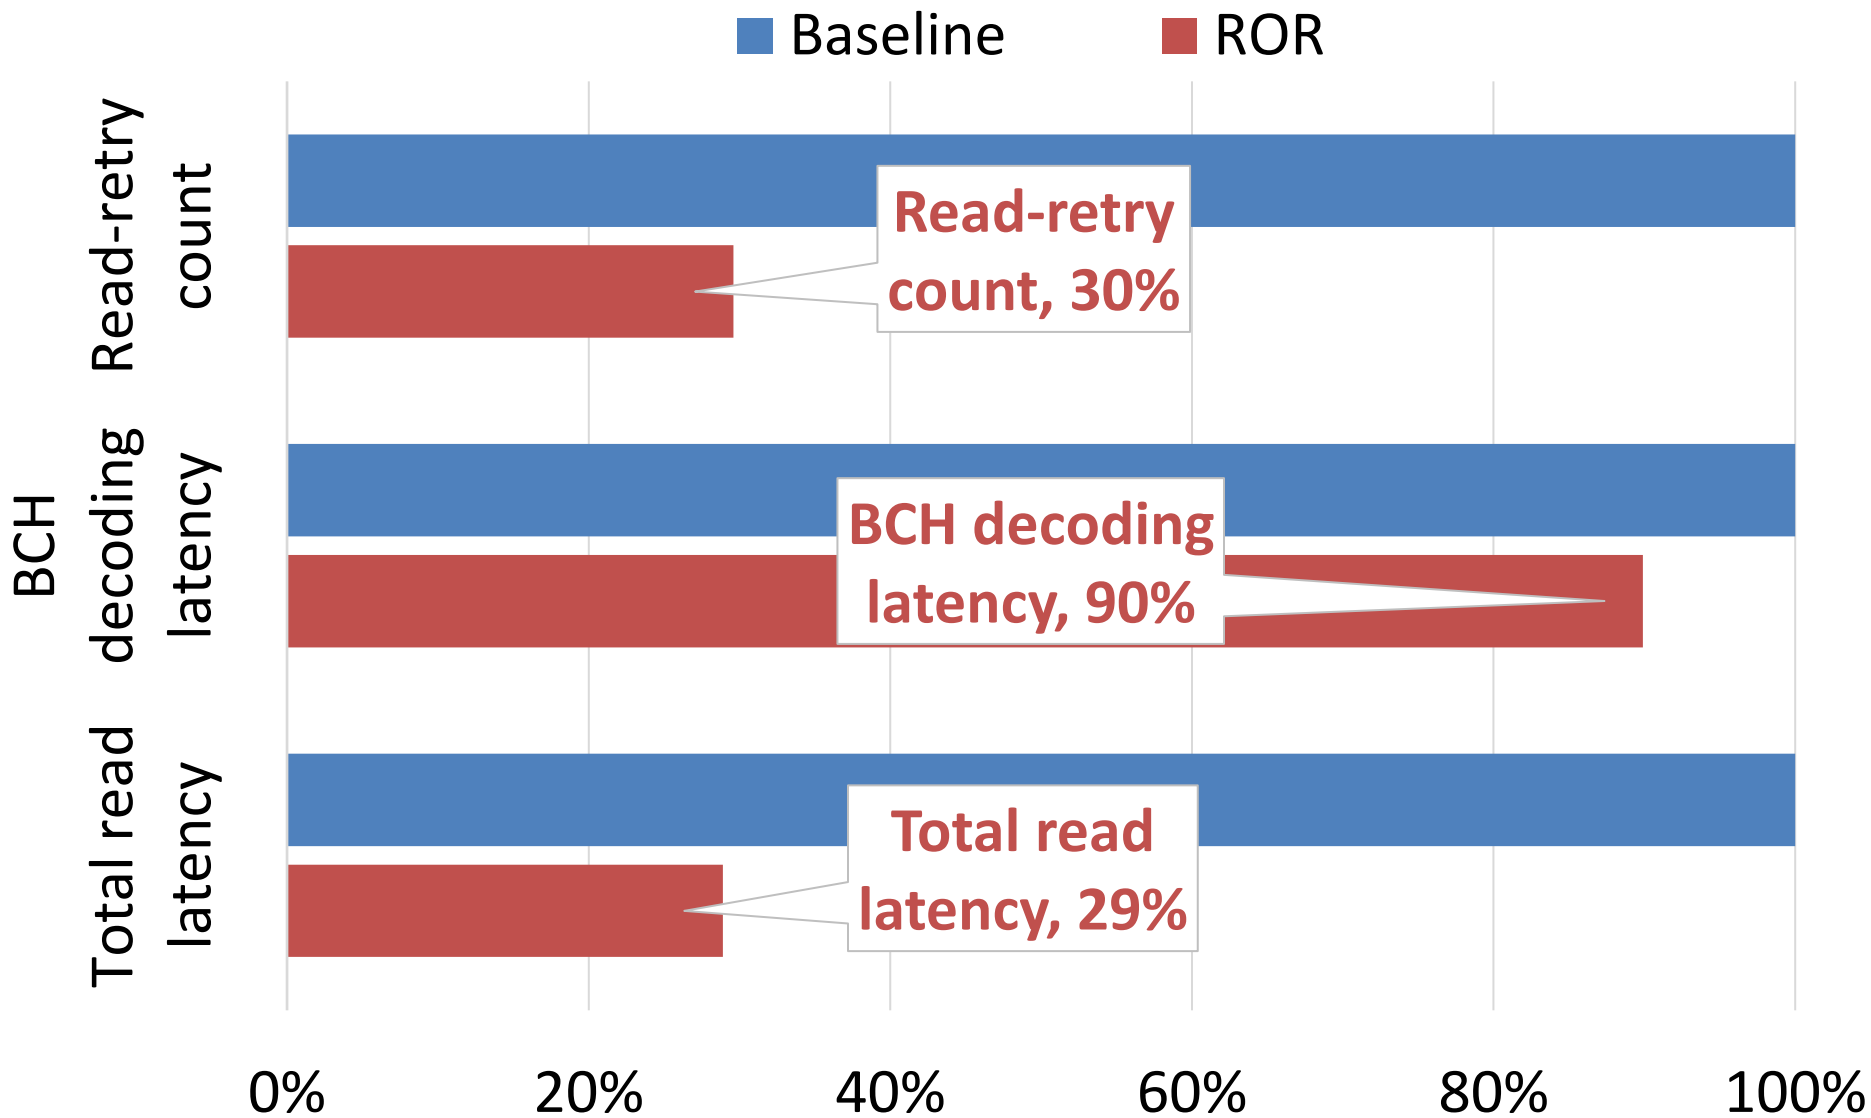 Baseline ROR
Read-retry
count
Read-retry
count, 30%
BCH
decoding
latency
BCH decoding
latency, 90%
Total read
latency
Total read
latency, 29%
0% 20% 40% 60% 80% 100%